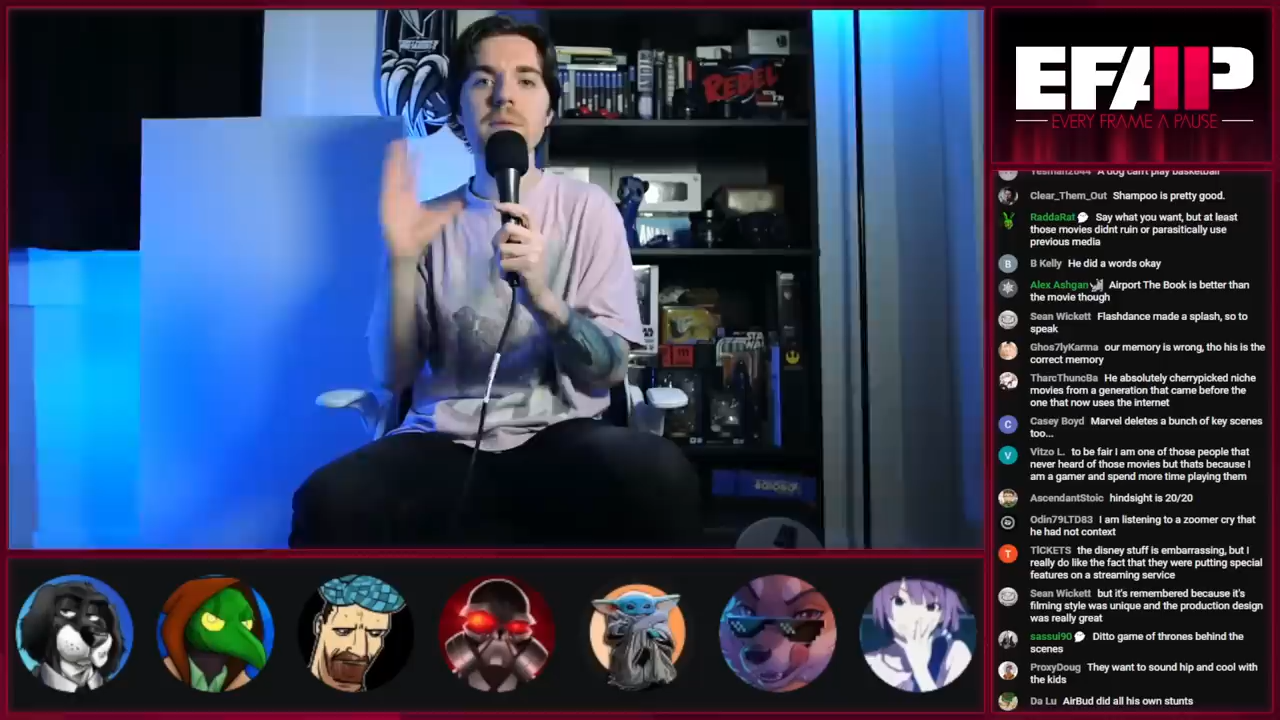 REBEL
STAR
WARS
EFAP
EVERY FRAME A PAUSE
Yesman2644 A dog can't play basketball
Clear_Them_Out Shampoo is pretty good.
RaddaRat Say what you want, but at least
those movies didnt ruin or parasitically use
previous media
B Kelly He did a words okay
Alex Ashgan Airport The Book is better than
the movie though
Sean Wickett Flashdance made a splash, so to
speak
Ghos7lyKarma our memory is wrong, tho his is the
correct memory
TharcThuncBa He absolutely cherrypicked niche
movies from a generation that came before the
one that now uses the internet
Casey Boyd Marvel deletes a bunch of key scenes
too...
Vitzo L. to be fair I am one of those people that
never heard of those movies but thats because I
am a gamer and spend more time playing them
AscendantStoic hindsight is 20/20
Odin79LTD83 I am listening to a zoomer cry that
he had not context
TICKETS the disney stuff is embarrassing, but I
really do like the fact that they were putting special
features on a streaming service
Sean Wickett but it's remembered because it's
filming style was unique and the production design
was really great
sassui90 Ditto game of thrones behind the
scenes
ProxyDoug They want to sound hip and cool with
the kids
Da Lu AirBud did all his own stunts